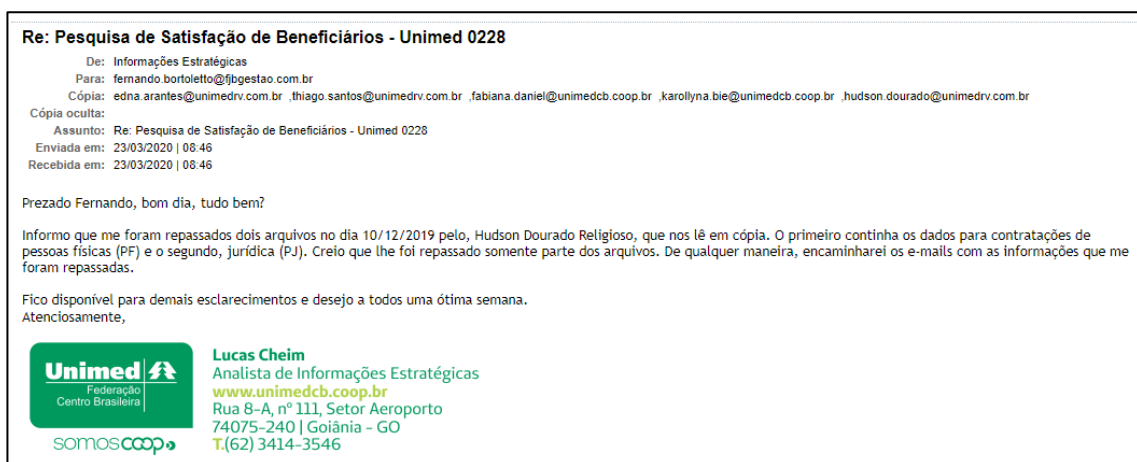 Re: Pesquisa de Satisfação de Beneficiários - Unimed 0228
De: Informações Estratégicas
Para: fernando.bortoletto@fjbgestao.com.br
Cópia: edna.arantes@unimedrv.com.br ,thiago.santos@unimedrv.com.br ,fabiana.daniel@unimedcb.coop.br ,karollyna.bie@unimedcb.coop.br ,hudson.dourado@unimedrv.com.br
Cópia oculta:
Assunto: Re: Pesquisa de Satisfação de Beneficiários - Unimed 0228
Enviada em: 23/03/2020 | 08:46
Recebida em: 23/03/2020 | 08:46
Prezado Fernando, bom dia, tudo bem?
Informo que me foram repassados dois arquivos no dia 10/12/2019 pelo, Hudson Dourado Religioso, que nos lê em cópia. O primeiro continha os dados para contratações de
pessoas físicas (PF) e o segundo, jurídica (PJ). Creio que lhe foi repassado somente parte dos arquivos. De qualquer maneira, encaminharei os e-mails com as informações que me
foram repassadas.
Fico disponível para demais esclarecimentos e desejo a todos uma ótima semana.
Atenciosamente,
Unimed
Federação
Centro Brasileira
somoscoop
Lucas Cheim
Analista de Informações Estratégicas
www.unimedcb.coop.br
Rua 8-A, nº 111, Setor Aeroporto
74075-240 | Goiânia - GO
T.(62) 3414-3546